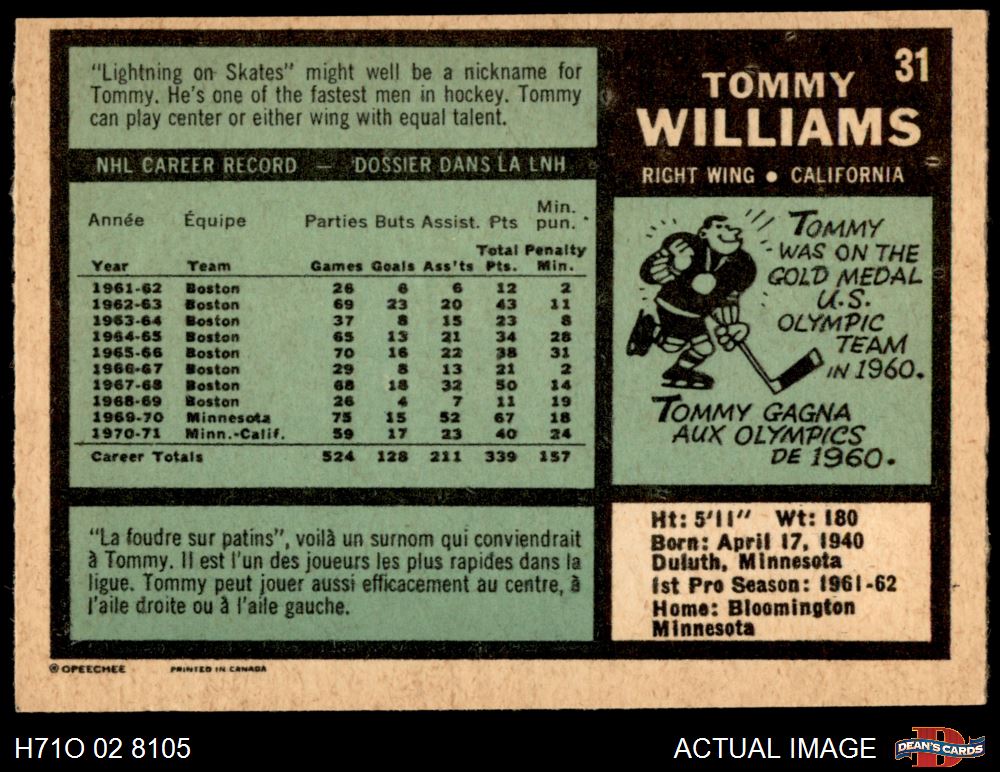 31
TOMMY
WILLIAMS
RIGHT WING ● CALIFORNIA
"Lightning on Skates" might well be a nickname for
Tommy. He's one of the fastest men in hockey. Tommy
can play center or either wing with equal talent.
NHL CAREER RECORD — DOSSIER DANS LA LNH
Année Équipe Parties Buts Assist. Pts Min. pun.
Year Team Games Goals Ass'ts Total Pts. Penalty Min.
1961-62 Boston 26 6 6 12 2
1962-63 Boston 69 23 20 43 11
1963-64 Boston 37 8 15 23 8
1964-65 Boston 65 13 21 34 28
1965-66 Boston 70 16 22 38 31
1966-67 Boston 29 8 13 21 2
1967-68 Boston 68 18 32 50 14
1968-69 Boston 26 4 7 11 19
1969-70 Minnesota 75 15 52 67 18
1970-71 Minn.-Calif. 59 17 23 40 24
Career Totals 524 128 211 339 157
"La foudre sur patins", voilà un surnom qui conviendrait
à Tommy. Il est l'un des joueurs les plus rapides dans la
ligue. Tommy peut jouer aussi efficacement au centre, à
l'aile droite ou à l'aile gauche.
TOMMY
WAS ON THE
GOLD MEDAL
U.S.
OLYMPIC
TEAM
IN 1960.
TOMMY GAGNA
AUX OLYMPICS
DE 1960.
Ht: 5'11" Wt: 180
Born: April 17, 1940
Duluth, Minnesota
1st Pro Season: 1961-62
Home: Bloomington
Minnesota
© OPEECHEE PRINTED IN CANADA
H71O 02 8105 ACTUAL IMAGE DEAN'S CARDS